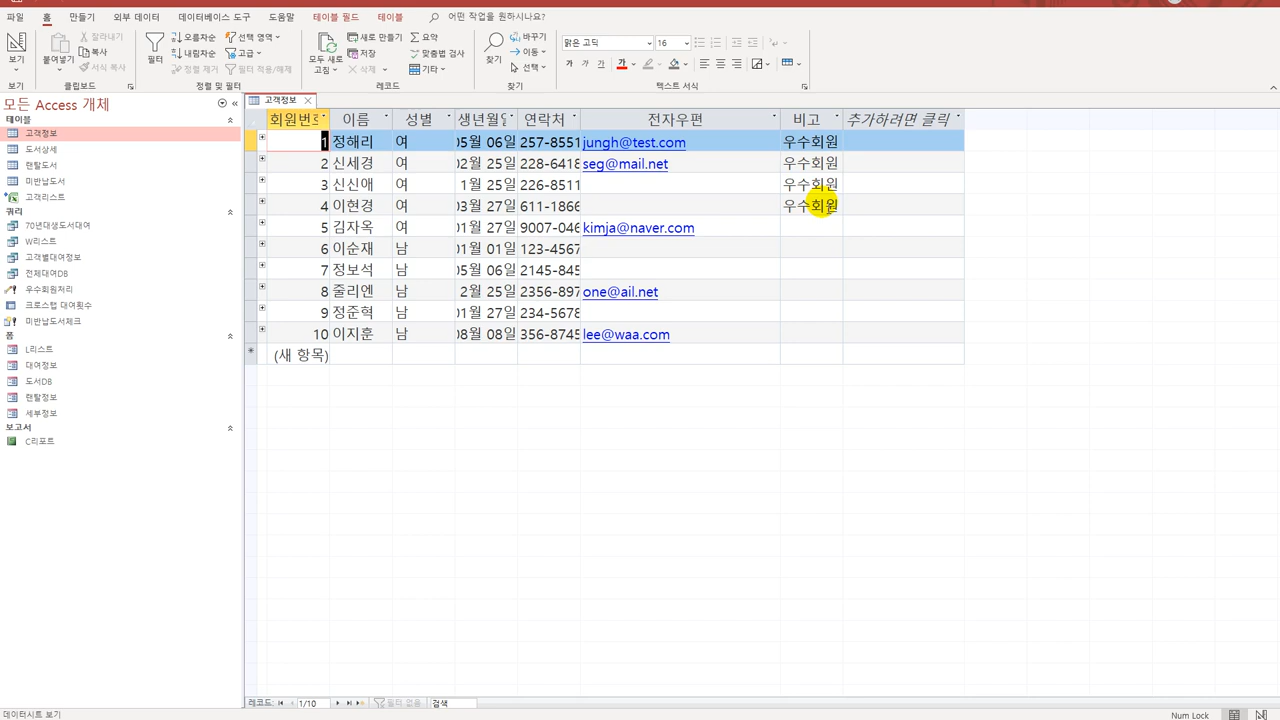 파일 홈 만들기 외부 데이터 데이터베이스 도구 도움말 테이블 필드 테이블 어떤 작업을 원하시나요?
보기 붙여넣기 잘라내기 복사 서식 복사 필터 오름차순 내림차순 정렬 제거 선택 영역 고급 필터 적용/해제 모두 새로 고침 새로 만들기 저장 삭제 요약 맞춤법 검사 기타 찾기 바꾸기 이동 선택 맑은 고딕 16 가 가 가 가
보기 클립보드 정렬 및 필터 레코드 찾기 텍스트 서식
모든 Access 개체
테이블
고객정보
도서상세
랜탈도서
미반납도서
고객리스트
쿼리
70년대생도서대여
W리스트
고객별대여정보
전체대여DB
우수회원처리
크로스탭 대여횟수
미반납도서체크
폼
L리스트
대여정보
도서DB
랜탈정보
세부정보
보고서
C리포트
고객정보
회원번호 이름 성별 생년월일 연락처 전자우편 비고 추가하려면 클릭
1 정해리 여 05월 06일 257-8551 jungh@test.com 우수회원
2 신세경 여 02월 25일 228-6418 seg@mail.net 우수회원
3 신신애 여 1월 25일 226-8511 우수회원
4 이현경 여 03월 27일 611-1866 우수회원
5 김자옥 여 01월 27일 9007-046 kimja@naver.com
6 이순재 남 01월 01일 123-4567
7 정보석 남 05월 06일 2145-845
8 줄리엔 남 2월 25일 2356-897 one@ail.net
9 정준혁 남 01월 27일 234-5678
10 이지훈 남 08월 08일 356-8745 lee@waa.com
(새 항목)
레코드: 1/10 필터 없음 검색
데이터시트 보기 Num Lock